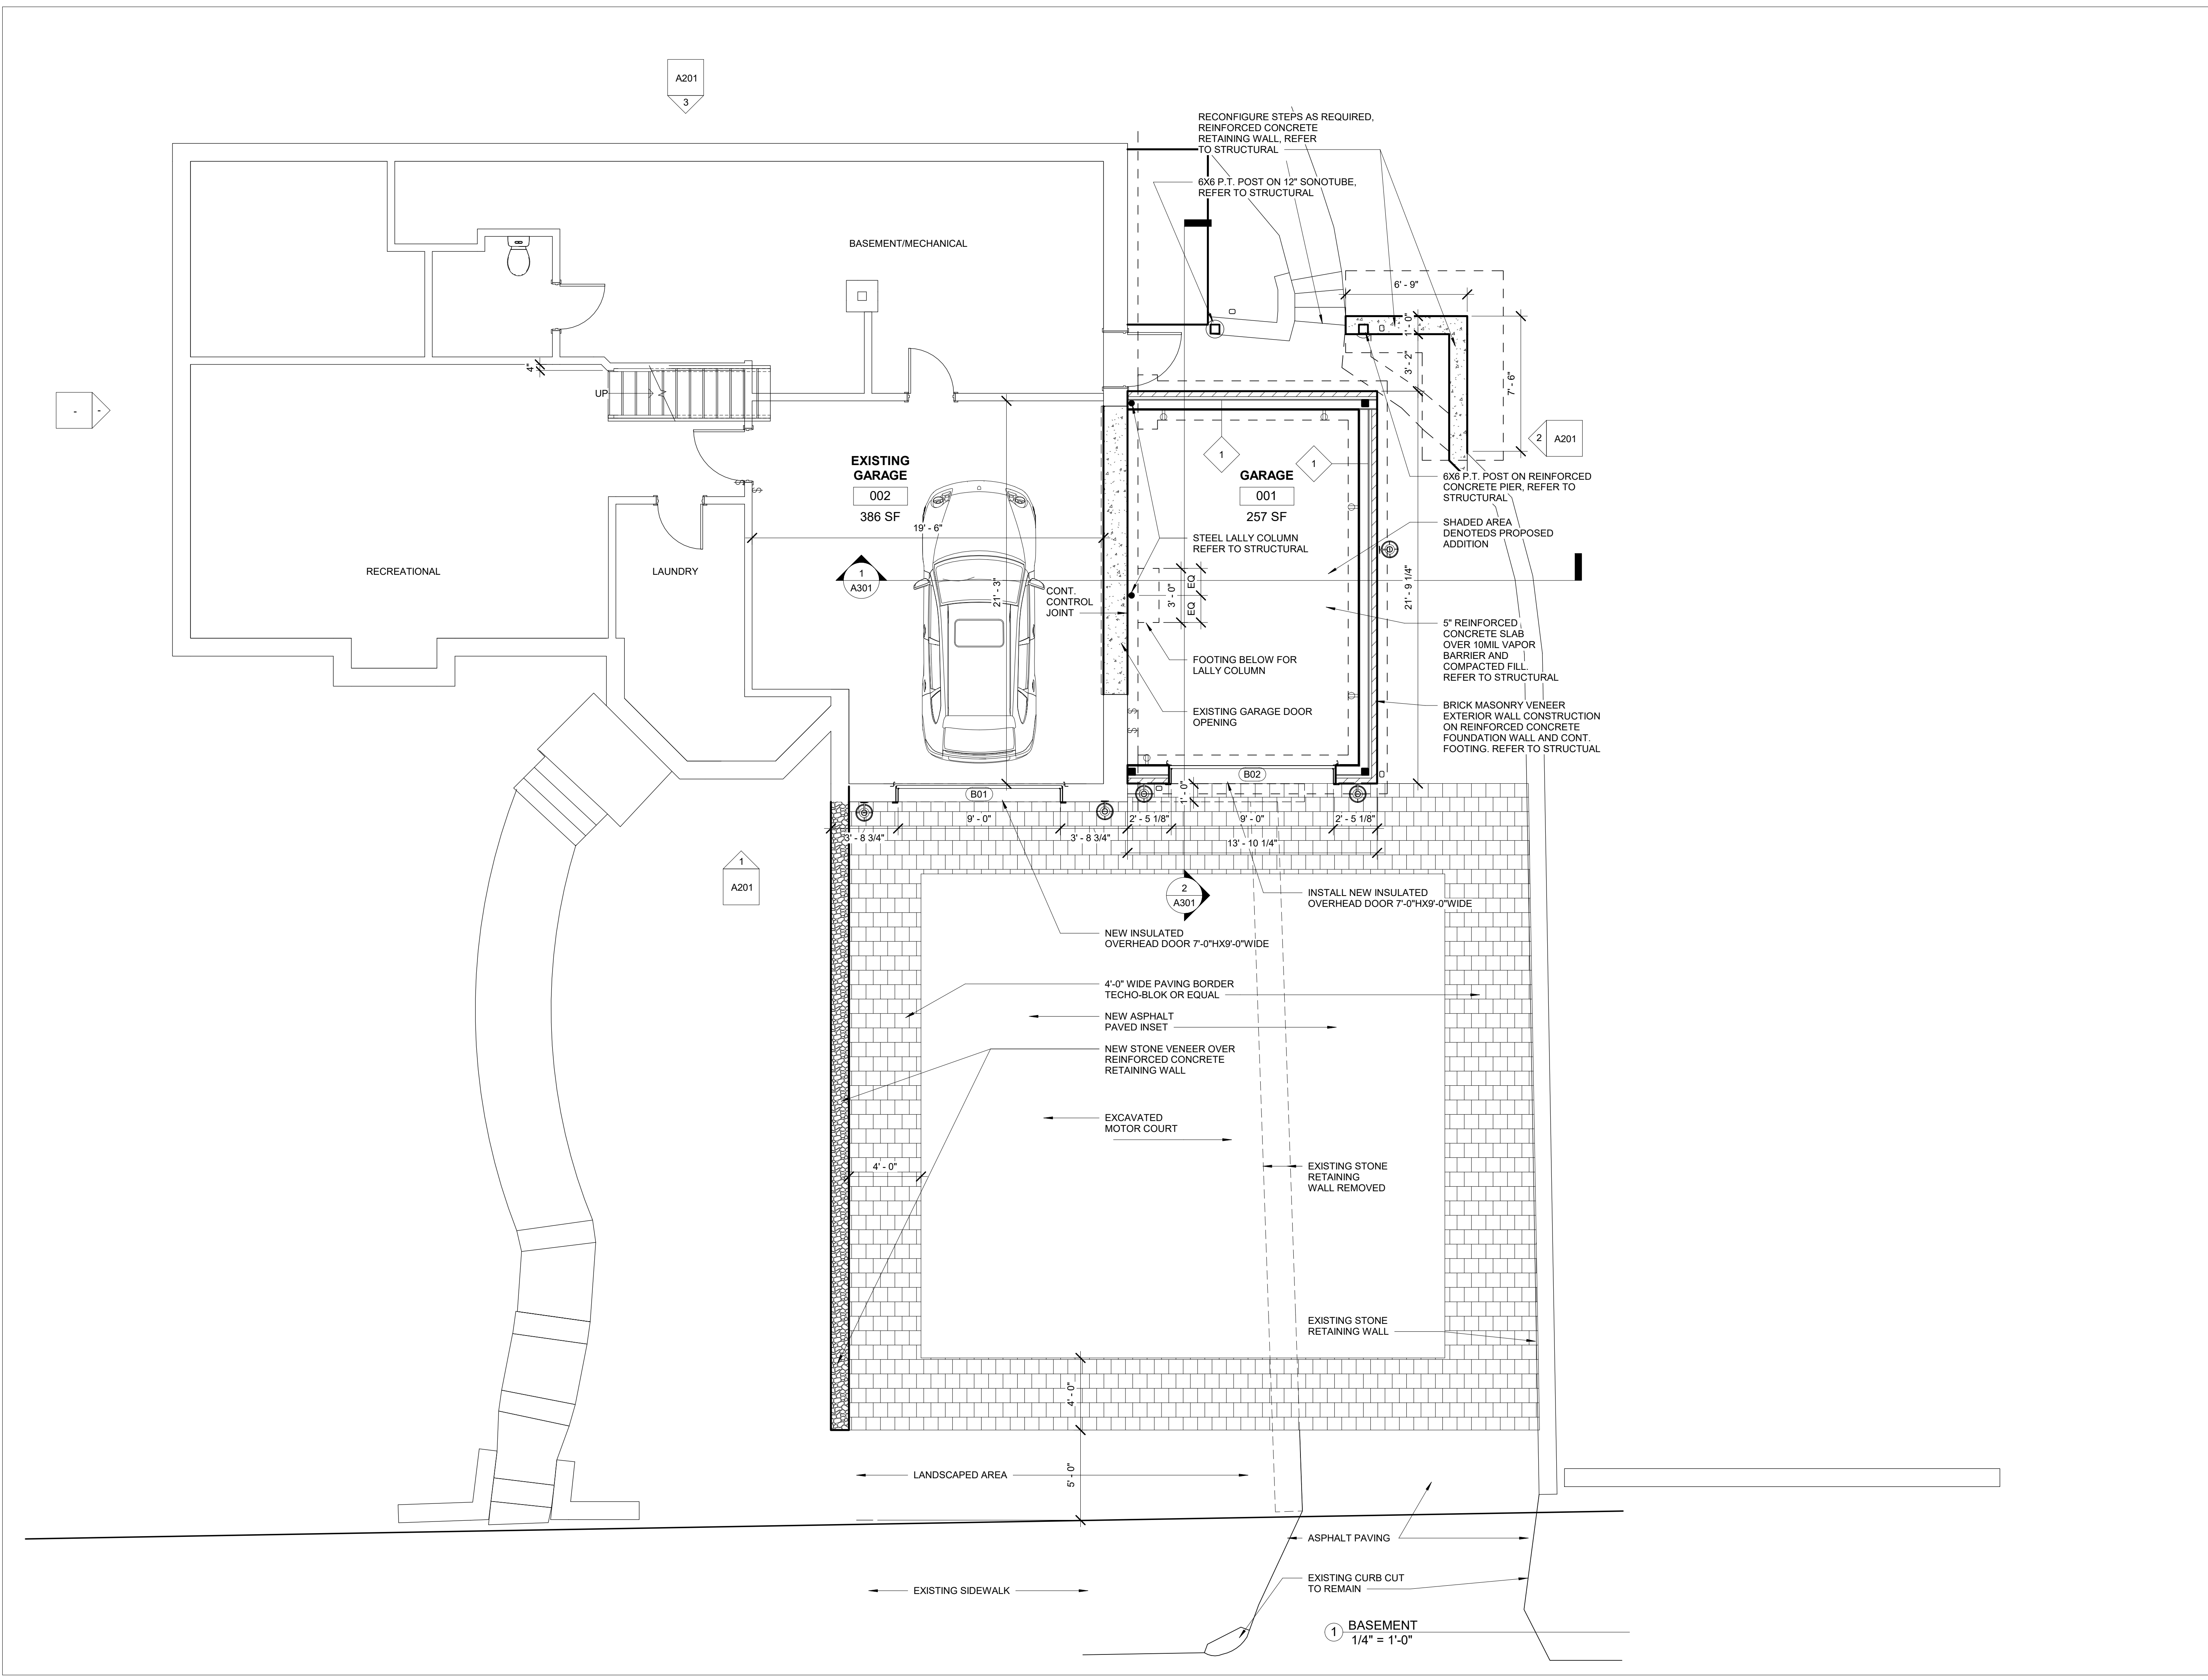 A201
3
RECONFIGURE STEPS AS REQUIRED,
REINFORCED CONCRETE
RETAINING WALL, REFER
TO STRUCTURAL
6X6 P.T. POST ON 12" SONOTUBE,
REFER TO STRUCTURAL
BASEMENT/MECHANICAL
6' - 9"
1' - 0"
3' - 2"
7' - 6"
4"
UP
-
-
2
A201
EXISTING
GARAGE
002
386 SF
19' - 6"
21' - 3"
1
1
GARAGE
001
257 SF
6X6 P.T. POST ON REINFORCED
CONCRETE PIER, REFER TO
STRUCTURAL
SHADED AREA
DENOTEDS PROPOSED
ADDITION
STEEL LALLY COLUMN
REFER TO STRUCTURAL
RECREATIONAL
LAUNDRY
1
A301
CONT.
CONTROL
JOINT
3' - 0"
EQ
EQ
21' - 9 1/4"
5" REINFORCED
CONCRETE SLAB
OVER 10MIL VAPOR
BARRIER AND
COMPACTED FILL.
REFER TO STRUCTURAL
FOOTING BELOW FOR
LALLY COLUMN
EXISTING GARAGE DOOR
OPENING
BRICK MASONRY VENEER
EXTERIOR WALL CONSTRUCTION
ON REINFORCED CONCRETE
FOUNDATION WALL AND CONT.
FOOTING. REFER TO STRUCTUAL
$
$
$
$
B02
B01
1' - 0"
9' - 0"
2' - 5 1/8"
9' - 0"
2' - 5 1/8"
3' - 8 3/4"
3' - 8 3/4"
13' - 10 1/4"
1
A201
2
A301
INSTALL NEW INSULATED
OVERHEAD DOOR 7'-0"HX9'-0"WIDE
NEW INSULATED
OVERHEAD DOOR 7'-0"HX9'-0"WIDE
4'-0" WIDE PAVING BORDER
TECHO-BLOK OR EQUAL
NEW ASPHALT
PAVED INSET
NEW STONE VENEER OVER
REINFORCED CONCRETE
RETAINING WALL
EXCAVATED
MOTOR COURT
4' - 0"
EXISTING STONE
RETAINING
WALL REMOVED
EXISTING STONE
RETAINING WALL
4' - 0"
5' - 0"
LANDSCAPED AREA
ASPHALT PAVING
EXISTING CURB CUT
TO REMAIN
EXISTING SIDEWALK
1
BASEMENT
1/4" = 1'-0"